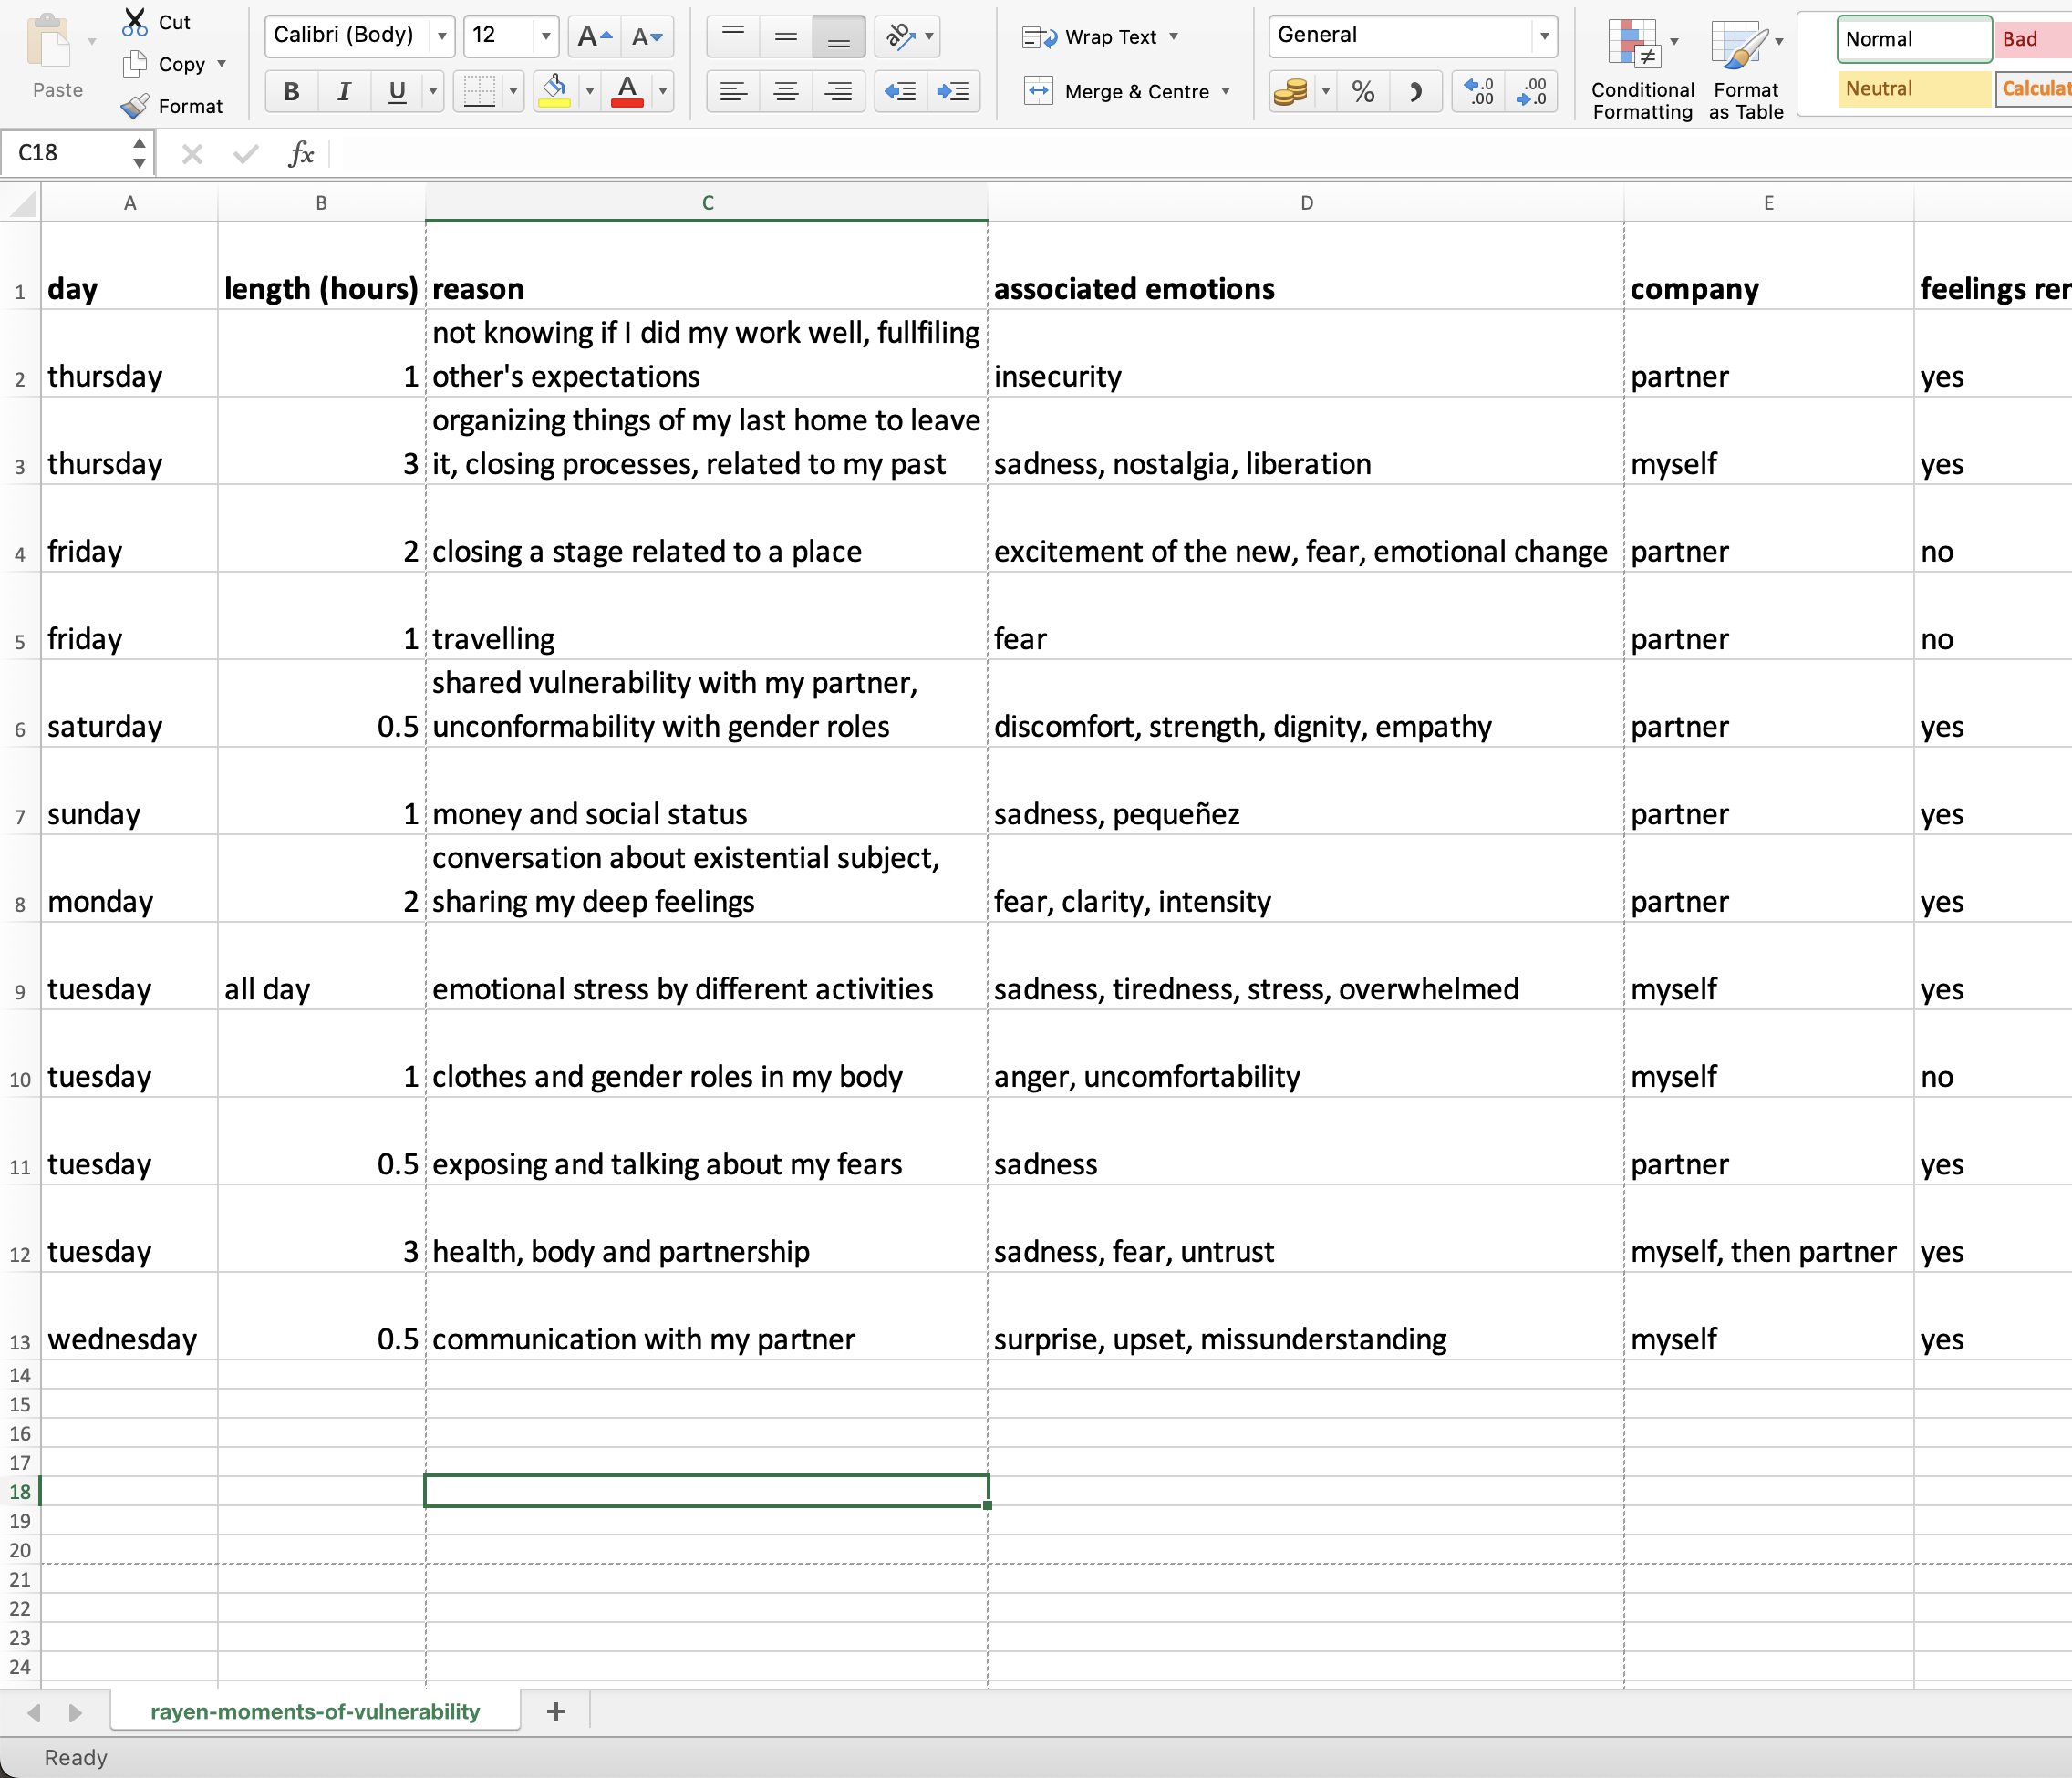 Paste
Cut
Copy
Format
Calibri (Body) 12 A A
B I U A
ab
Wrap Text
Merge & Centre
General
% .0 .00 .00 .0
Conditional Formatting
Format as Table
Normal Bad
Neutral
C18 fx
A B C D E
1 day length (hours) reason associated emotions company
not knowing if I did my work well, fullfiling
2 thursday 1 other's expectations insecurity partner yes
organizing things of my last home to leave
3 thursday 3 it, closing processes, related to my past sadness, nostalgia, liberation myself yes
4 friday 2 closing a stage related to a place excitement of the new, fear, emotional change partner no
5 friday 1 travelling fear partner no
shared vulnerability with my partner,
6 saturday 0.5 unconformability with gender roles discomfort, strength, dignity, empathy partner yes
7 sunday 1 money and social status sadness, pequeñez partner yes
conversation about existential subject,
8 monday 2 sharing my deep feelings fear, clarity, intensity partner yes
9 tuesday all day emotional stress by different activities sadness, tiredness, stress, overwhelmed myself yes
10 tuesday 1 clothes and gender roles in my body anger, uncomfortability myself no
11 tuesday 0.5 exposing and talking about my fears sadness partner yes
12 tuesday 3 health, body and partnership sadness, fear, untrust myself, then partner yes
13 wednesday 0.5 communication with my partner surprise, upset, missunderstanding myself yes
14
15
16
17
18
19
20
21
22
23
24
feelings
rayen-moments-of-vulnerability +
Ready